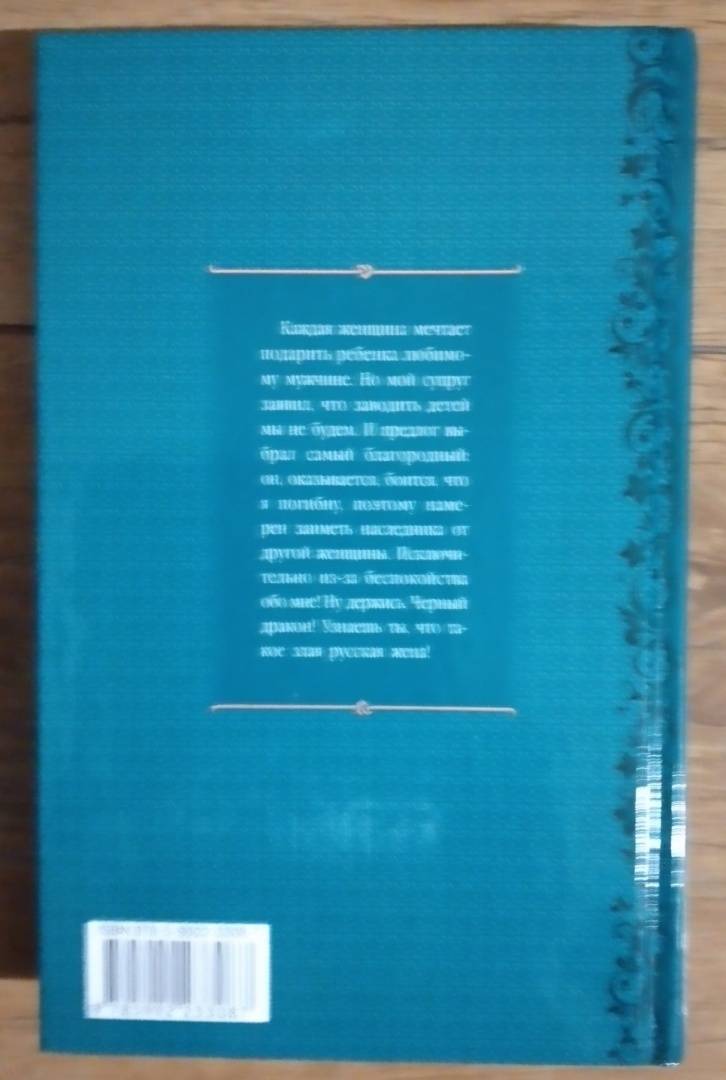 Каждая женщина мечтает
подарить ребенка любимо-
му мужчине. Но мой супруг
заявил, что заводить детей
мы не будем. И предлог вы-
брал самый благородный:
он, оказывается, боится, что
я погибну, поэтому наме-
рен заиметь наследника от
другой женщины. Исключи-
тельно из-за беспокойства
обо мне! Ну держись, Черный
дракон! Узнаешь ты, что та-
кое злая русская жена!
ISBN